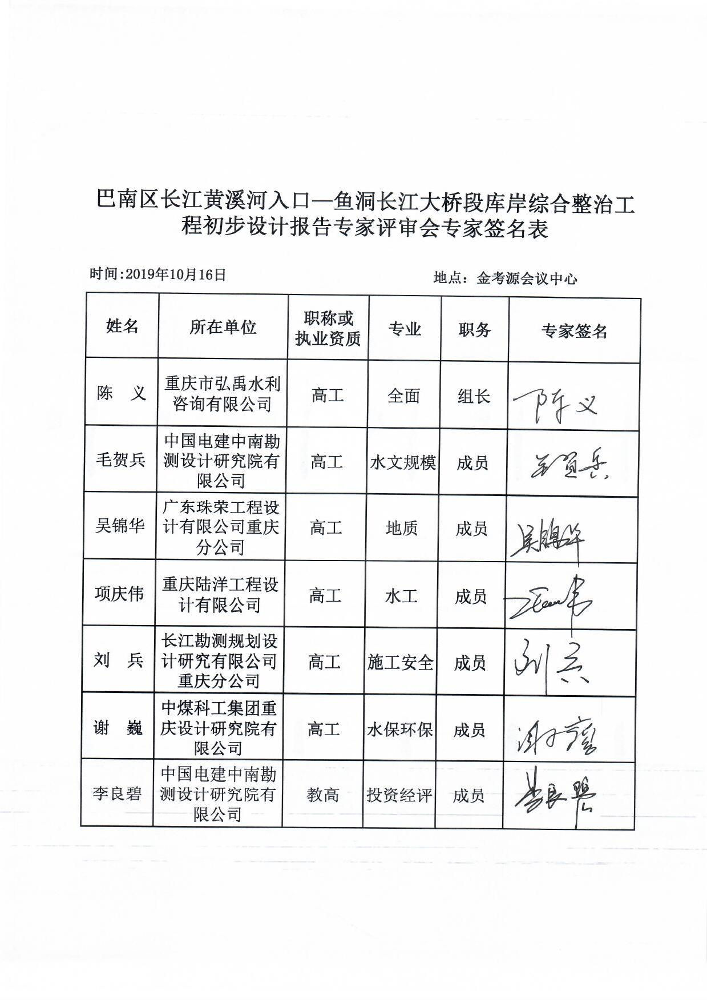 巴南区长江黄溪河入口—鱼洞长江大桥段库岸综合整治工
程初步设计报告专家评审会专家签名表
时间:2019年10月16日
地点：金考源会议中心
姓名
所在单位
职称或
执业资质
专业
职务
专家签名
陈 义
重庆市弘禹水利
咨询有限公司
高工
全面
组长
陈义
毛贺兵
中国电建中南勘
测设计研究院有
限公司
高工
水文规模
成员
毛贺兵
吴锦华
广东珠荣工程设
计有限公司重庆
分公司
高工
地质
成员
吴锦华
项庆伟
重庆陆洋工程设
计有限公司
高工
水工
成员
项庆伟
刘 兵
长江勘测规划设
计研究有限公司
重庆分公司
高工
施工安全
成员
刘兵
谢 巍
中煤科工集团重
庆设计研究院有
限公司
高工
水保环保
成员
谢巍
李良碧
中国电建中南勘
测设计研究院有
限公司
教高
投资经评
成员
李良碧